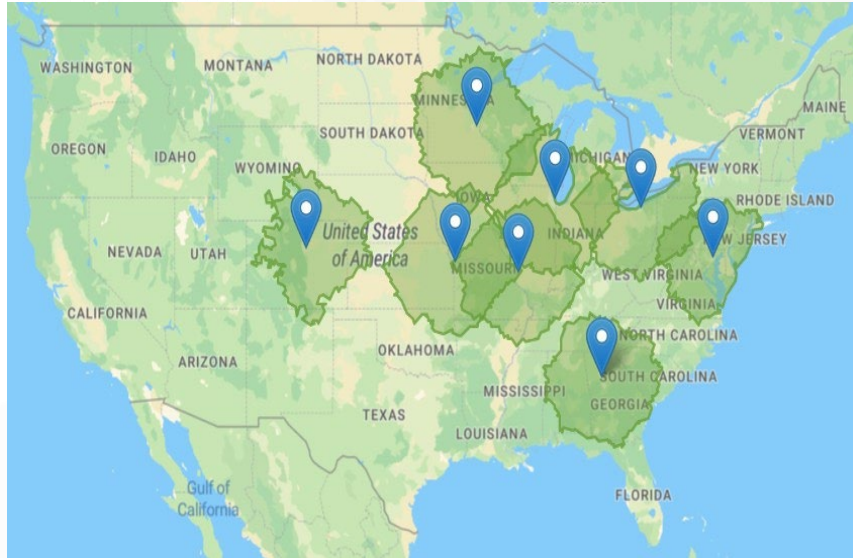 WASHINGTON
MONTANA
NORTH DAKOTA
MINNES
MAINE
OREGON
IDAHO
SOUTH DAKOTA
VERMONT
WYOMING
MICHIGAN
NEW YORK
IOWA
RHODE ISLAND
NEVADA
UTAH
United States
of America
INDIANA
NEW JERSEY
MISSOURI
WEST VIRGINIA
VIRGINIA
CALIFORNIA
NORTH CAROLINA
ARIZONA
OKLAHOMA
SOUTH CAROLINA
MISSISSIPPI
GEORGIA
TEXAS
LOUISIANA
Gulf of
California
FLORIDA